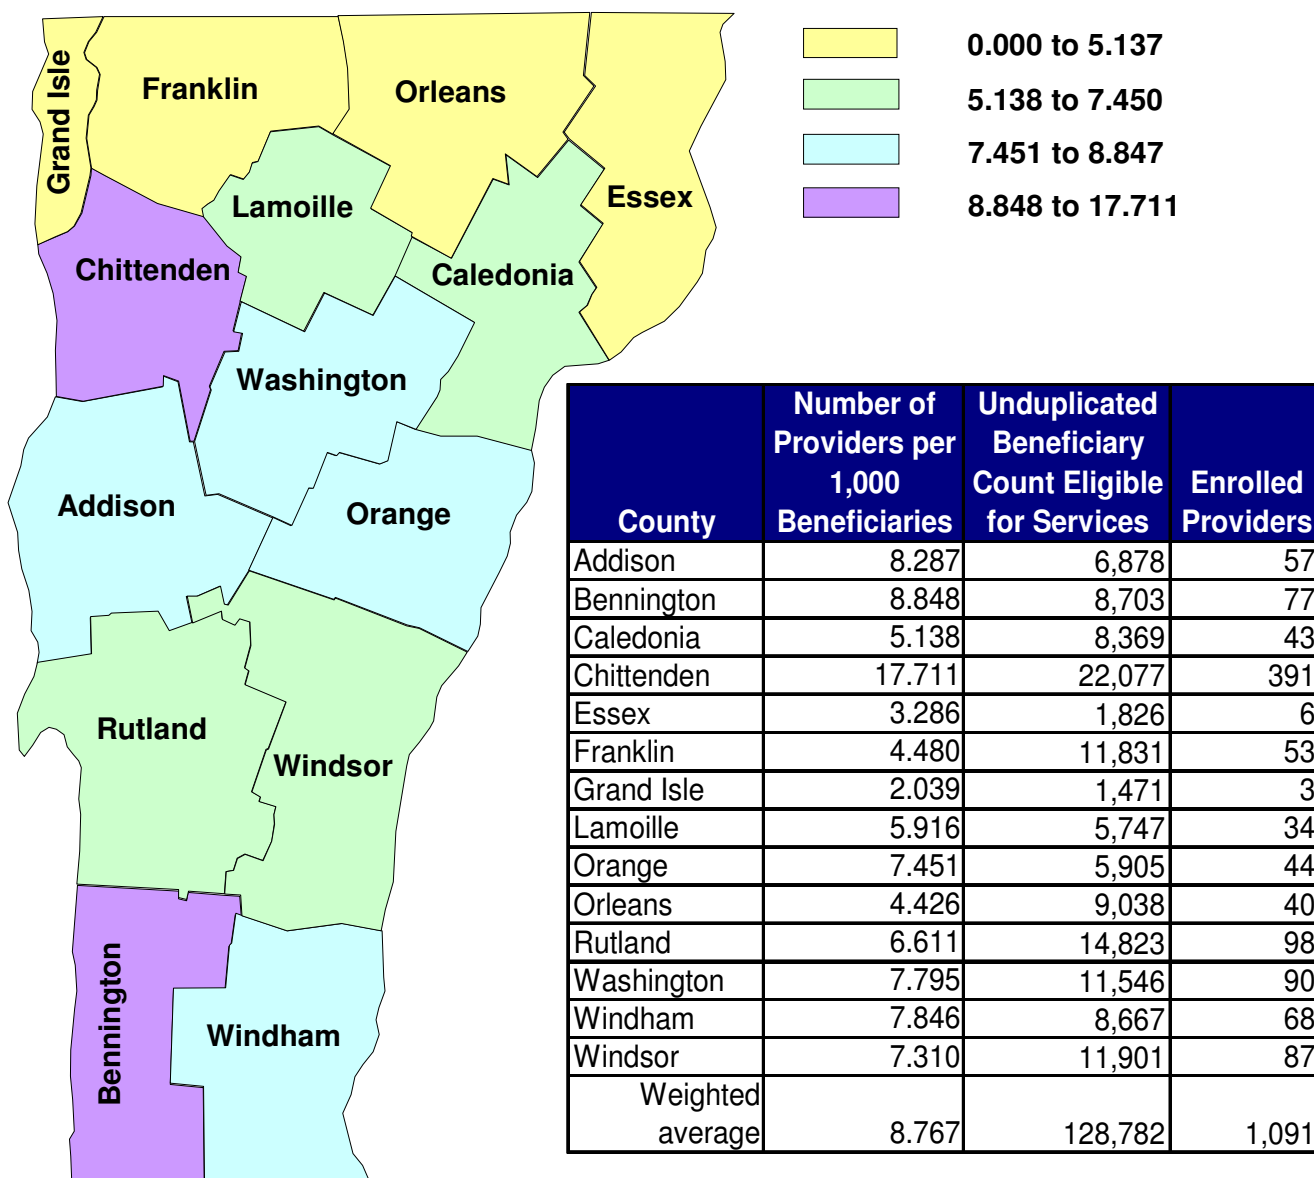 0.000 to 5.137
5.138 to 7.450
7.451 to 8.847
8.848 to 17.711
Grand Isle
Franklin
Orleans
Essex
Lamoille
Chittenden
Caledonia
Washington
Addison
Orange
Rutland
Windsor
Bennington
Windham
County
Number of Providers per 1,000 Beneficiaries
Unduplicated Beneficiary Count Eligible for Services
Enrolled Providers
Addison 8.287 6,878 57
Bennington 8.848 8,703 77
Caledonia 5.138 8,369 43
Chittenden 17.711 22,077 391
Essex 3.286 1,826 6
Franklin 4.480 11,831 53
Grand Isle 2.039 1,471 3
Lamoille 5.916 5,747 34
Orange 7.451 5,905 44
Orleans 4.426 9,038 40
Rutland 6.611 14,823 98
Washington 7.795 11,546 90
Windham 7.846 8,667 68
Windsor 7.310 11,901 87
Weighted
average 8.767 128,782 1,091